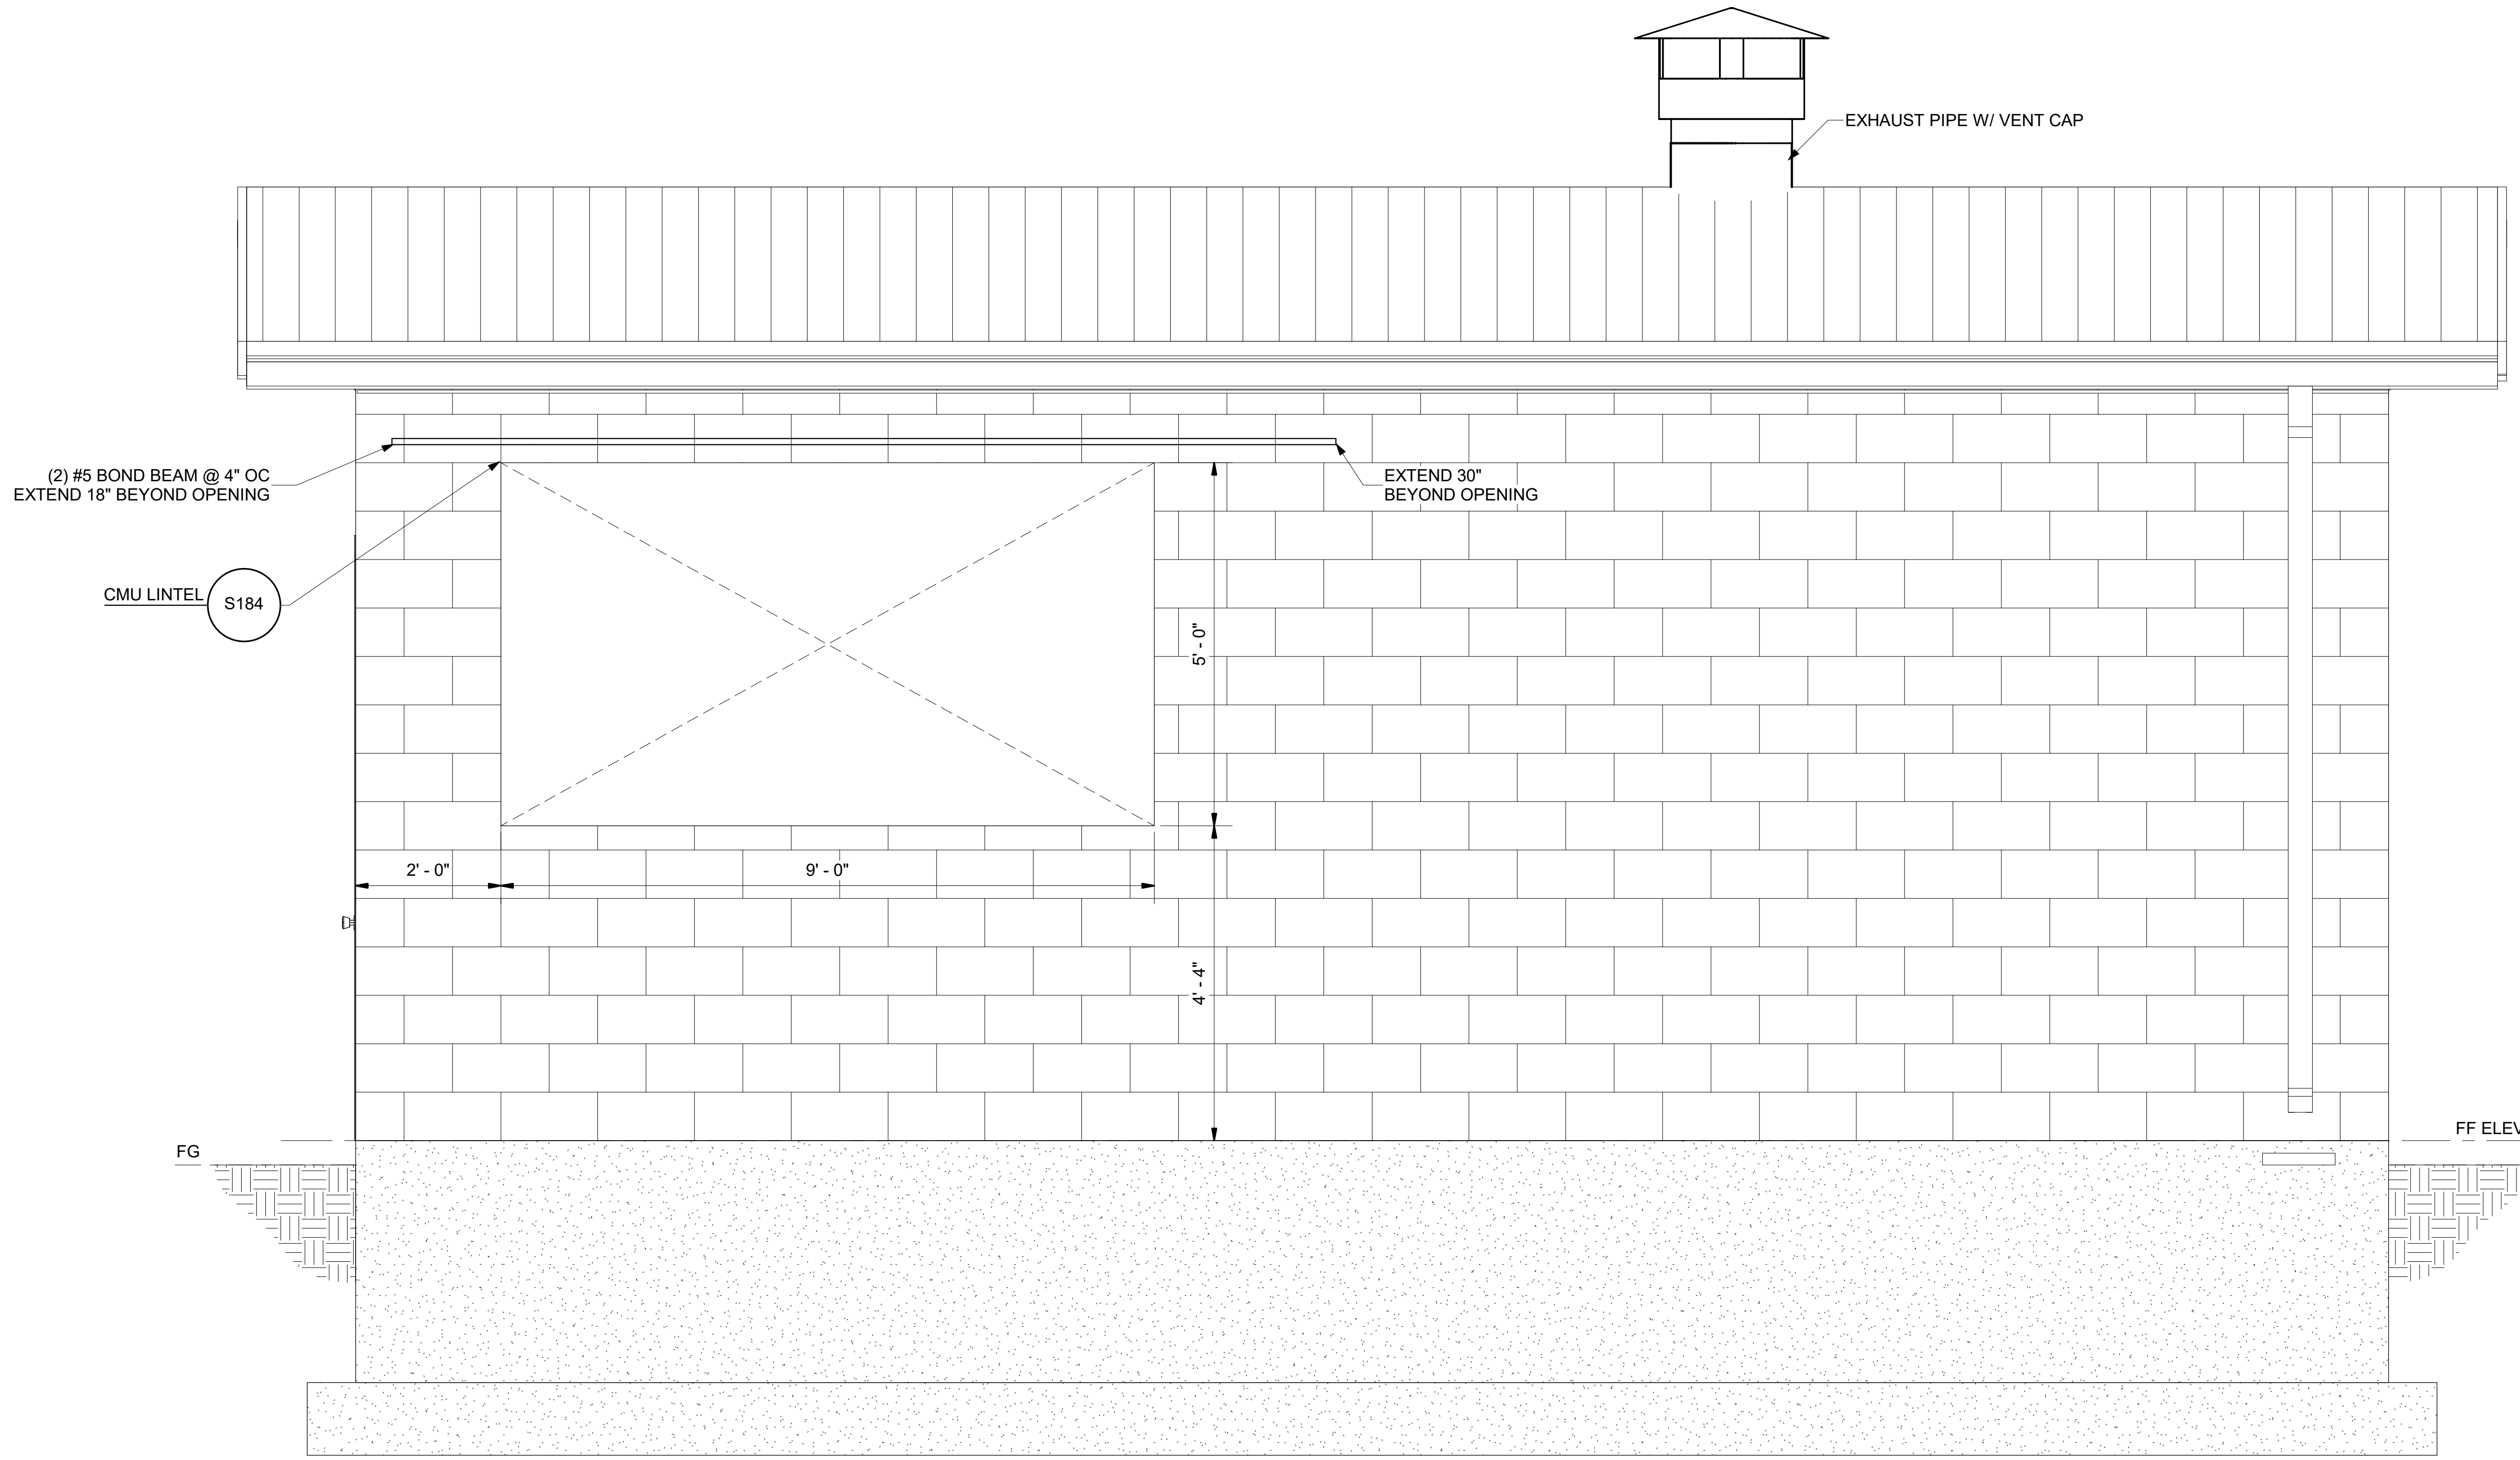 EXHAUST PIPE W/ VENT CAP
(2) #5 BOND BEAM @ 4" OC
EXTEND 18" BEYOND OPENING
EXTEND 30"
BEYOND OPENING
CMU LINTEL
S184
5' - 0"
2' - 0"
9' - 0"
4' - 4"
FG
FF ELEV